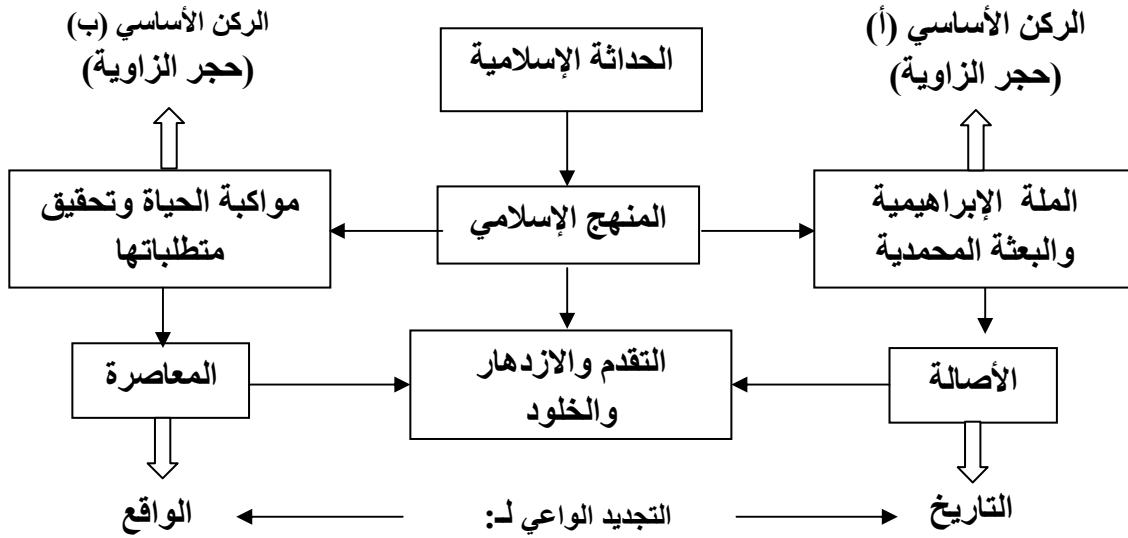 الركن الأساسي (أ)
(حجر الزاوية)
الحداثة الإسلامية
الركن الأساسي (ب)
(حجر الزاوية)
الملة الإبراهيمية
والبعثة المحمدية
المنهج الإسلامي
مواكبة الحياة وتحقيق
متطلباتها
الأصالة
التقدم والازدهار
والخلود
المعاصرة
التاريخ
التجديد الواعي لـ:
الواقع